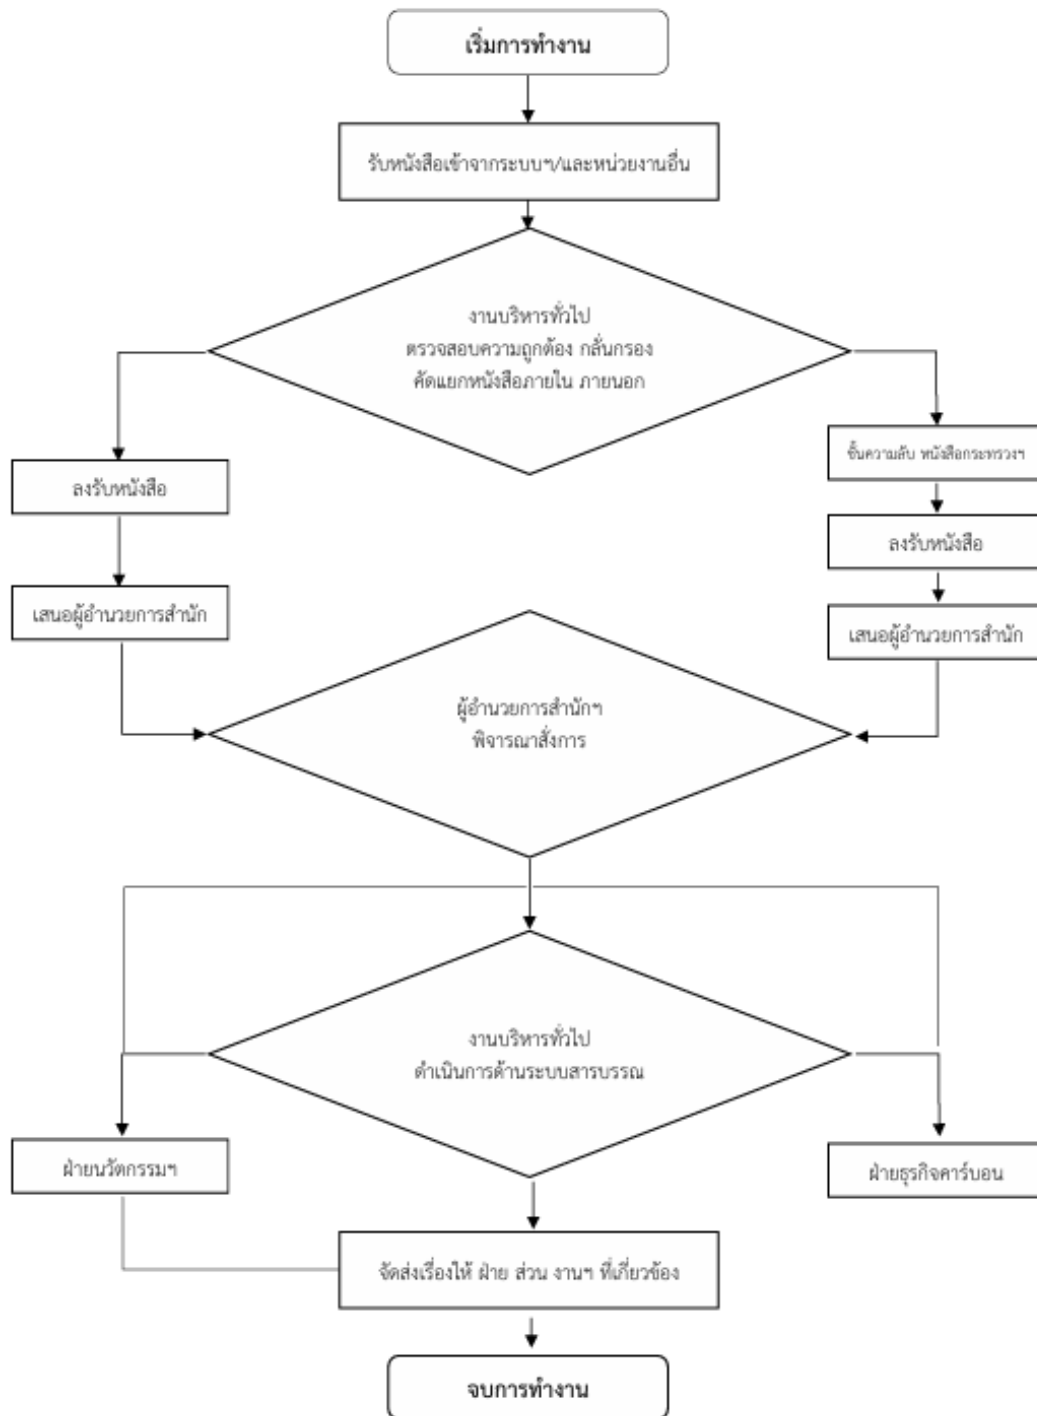 เริ่มการทำงาน
รับหนังสือเข้าจากระบบฯ/และหน่วยงานอื่น
งานบริหารทั่วไป
ตรวจสอบความถูกต้อง กลั่นกรอง
คัดแยกหนังสือภายใน ภายนอก
ลงรับหนังสือ
เสนอผู้อำนวยการสำนัก
ชั้นความลับ หนังสือกระทรวงฯ
ลงรับหนังสือ
เสนอผู้อำนวยการสำนัก
ผู้อำนวยการสำนักฯ
พิจารณาสั่งการ
งานบริหารทั่วไป
ดำเนินการด้านระบบสารบรรณ
ฝ่ายนวัตกรรมฯ
ฝ่ายธุรกิจคาร์บอน
จัดส่งเรื่องให้ ฝ่าย ส่วน งานฯ ที่เกี่ยวข้อง
จบการทำงาน